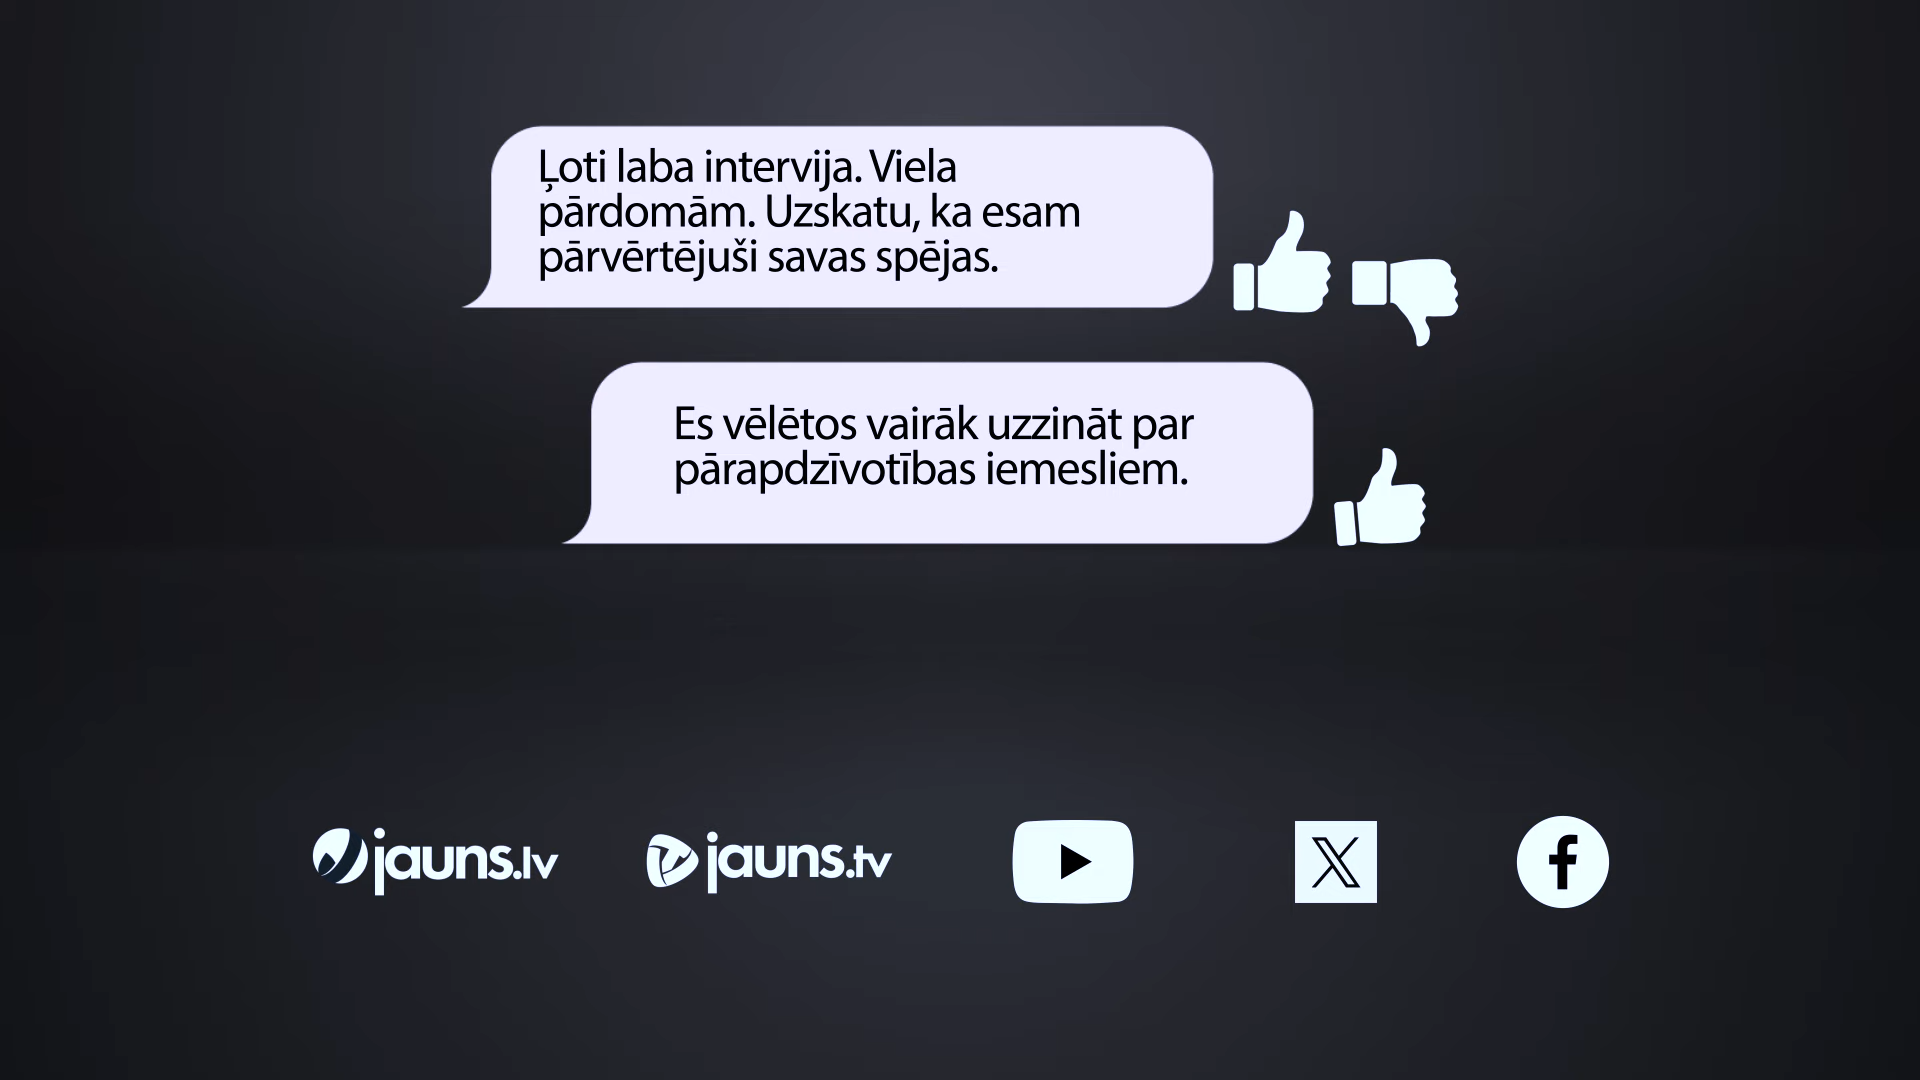 Ļoti laba intervija. Viela
pārdomām. Uzskatu, ka esam
pārvērtējuši savas spējas.
Es vēlētos vairāk uzzināt par
pārapdzīvotības iemesliem.
jauns.lv
jauns.tv